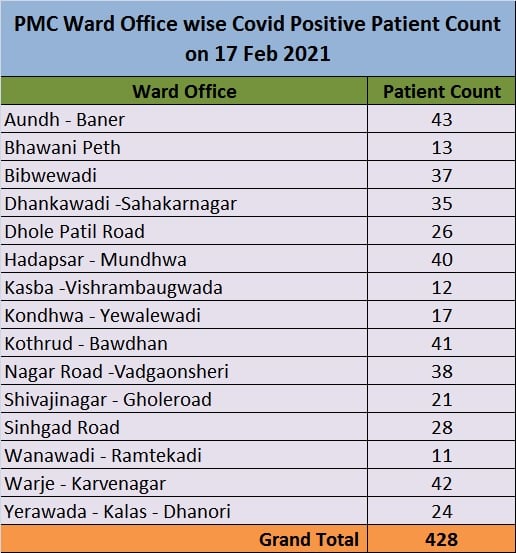 PMC Ward Office wise Covid Positive Patient Count
on 17 Feb 2021
Ward Office Patient Count
Aundh - Baner 43
Bhawani Peth 13
Bibwewadi 37
Dhankawadi -Sahakarnagar 35
Dhole Patil Road 26
Hadapsar - Mundhwa 40
Kasba -Vishrambaugwada 12
Kondhwa - Yewalewadi 17
Kothrud - Bawdhan 41
Nagar Road -Vadgaonsheri 38
Shivajinagar - Gholeroad 21
Sinhgad Road 28
Wanawadi - Ramtekadi 11
Warje - Karvenagar 42
Yerawada - Kalas - Dhanori 24
Grand Total 428